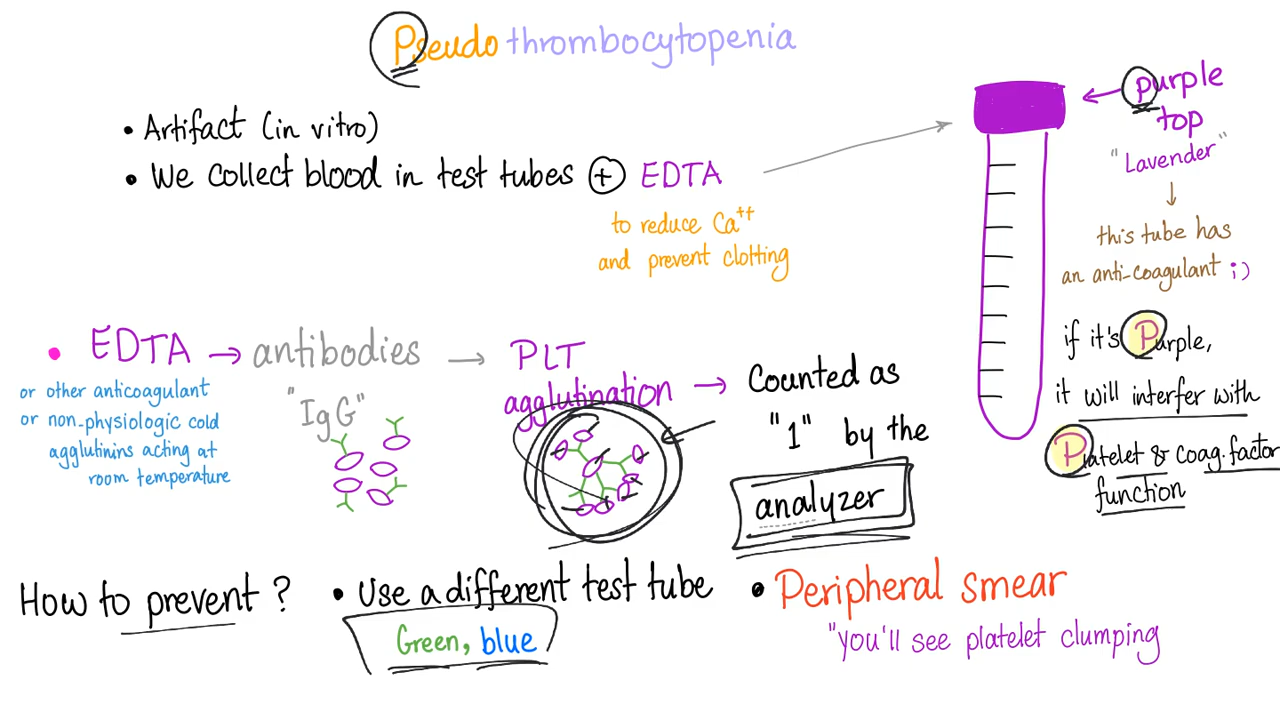 Pseudo thrombocytopenia
• Artifact (in vitro)
• We collect blood in test tubes + EDTA
to reduce Ca++
and prevent clotting
purple
top
"Lavender"
this tube has
an anti-coagulant ;)
if it's Purple,
it will interfer with
Platelet & coag. factor
function
• EDTA → antibodies → PLT
agglutination → Counted as
"1" by the
analyzer
or other anticoagulant
or non-physiologic cold
agglutinins acting at
room temperature
"IgG"
How to prevent ? • Use a different test tube
Green, blue
• Peripheral smear
"you'll see platelet clumping